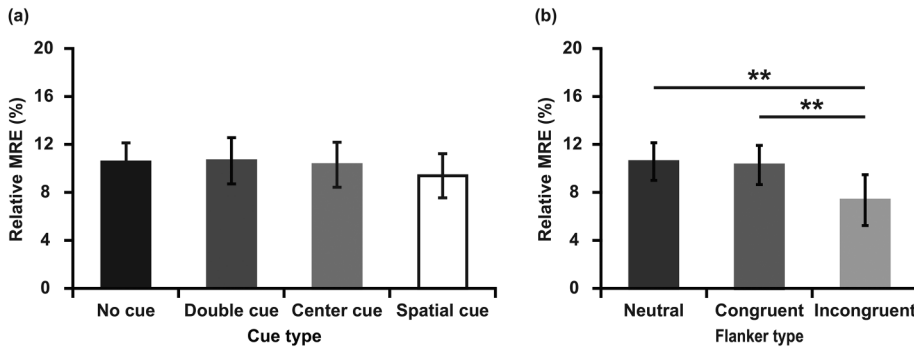 (a)
20
16
12
8
4
0
Relative MRE (%)
No cue Double cue Center cue Spatial cue
Cue type
(b)
20
16
12
8
4
0
Relative MRE (%)
**
**
Neutral Congruent Incongruent
Flanker type